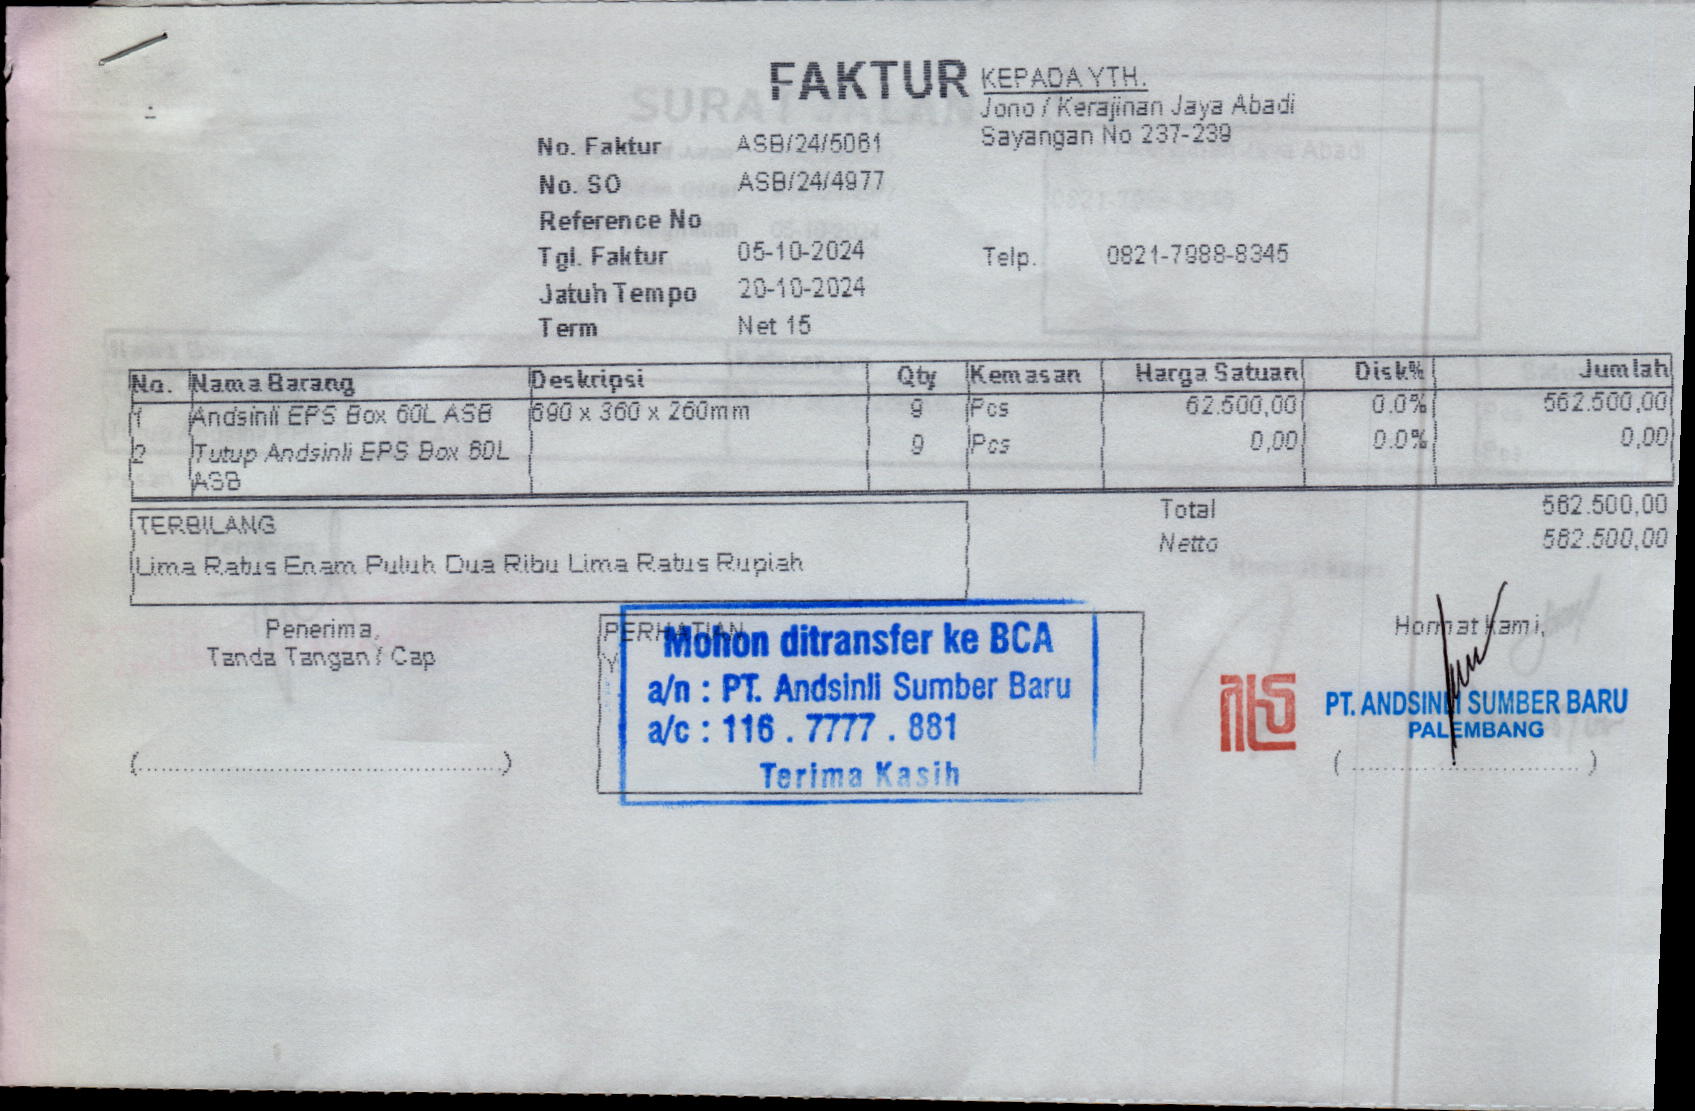 FAKTUR
KEPADA YTH.
Jono / Kerajinan Jaya Abadi
Sayangan No 237-239
No. Faktur ASB/24/5061
No. SO ASB/24/4977
Reference No
Tgl. Faktur 05-10-2024 Telp. 0821-7988-8345
Jatuh Tempo 20-10-2024
Term Net 15
No. Nama Barang Deskripsi Qty Kemasan Harga Satuan Disk% Jumlah
1 Andsinli EPS Box 60L ASB 690 x 360 x 260mm 9 Pcs 62.500,00 0.0% 562.500,00
2 Tutup Andsinli EPS Box 60L 9 Pcs 0,00 0.0% 0,00
ASB
Total 562.500,00
Netto 562.500,00
TERBILANG
Lima Ratus Enam Puluh Dua Ribu Lima Ratus Rupiah
Penerima,
Tanda Tangan / Cap
PERHATIAN
Mohon ditransfer ke BCA
a/n : PT. Andsinli Sumber Baru
a/c : 116 . 7777 . 881
Terima Kasih
Hormat Kami,
PT. ANDSINLI SUMBER BARU
PALEMBANG